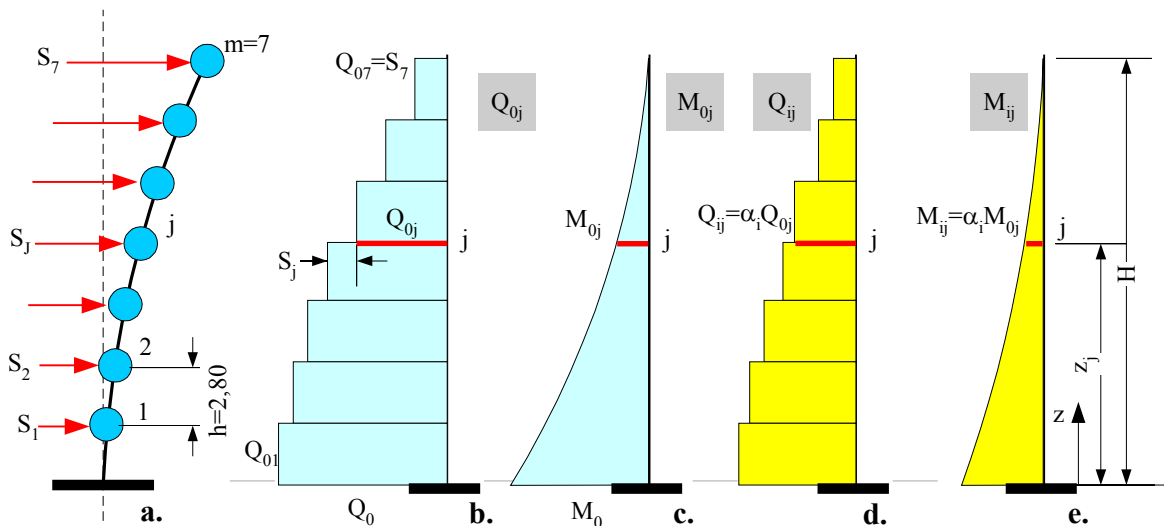 S7
m=7
SJ
j
S2
2
S1
1
h=2,80
a.
Q07=S7
Q0j
Q0j
Sj
Q01
Q0
b.
M0j
M0j
j
M0
c.
Qij
Qij=αiQ0j
j
d.
Mij
Mij=αiM0j
j
H
zj
z
e.
j